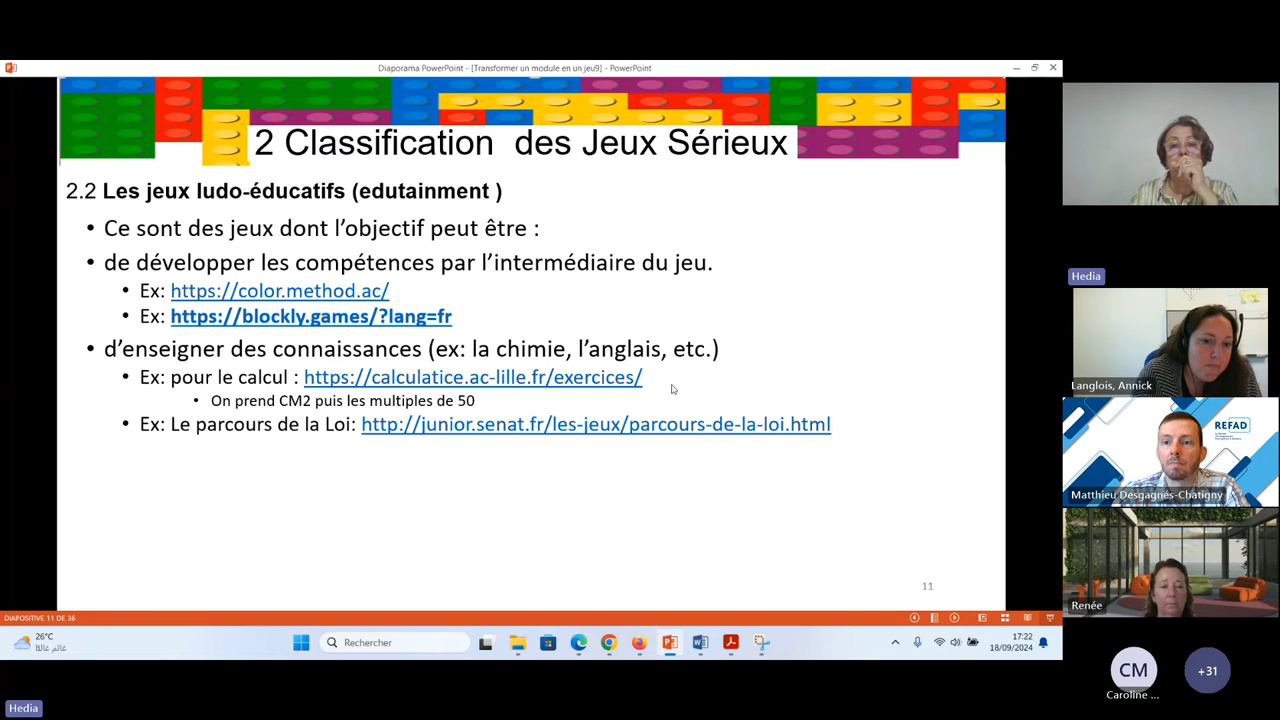 Diaporama PowerPoint - [Transformer un module en un jeu9] - PowerPoint
2 Classification des Jeux Sérieux
2.2 Les jeux ludo-éducatifs (edutainment )
• Ce sont des jeux dont l’objectif peut être :
• de développer les compétences par l’intermédiaire du jeu.
• Ex: https://color.method.ac/
• Ex: https://blockly.games/?lang=fr
• d’enseigner des connaissances (ex: la chimie, l’anglais, etc.)
• Ex: pour le calcul : https://calculatice.ac-lille.fr/exercices/
• On prend CM2 puis les multiples de 50
• Ex: Le parcours de la Loi: http://junior.senat.fr/les-jeux/parcours-de-la-loi.html
11
DIAPOSITIVE 11 DE 36
26°C
غائم غالبًا
Rechercher
17:22
18/09/2024
Hedia
Hedia
Langlois, Annick
REFAD
Matthieu Desgagnés-Chatigny
Renée
CM
Caroline ...
+31